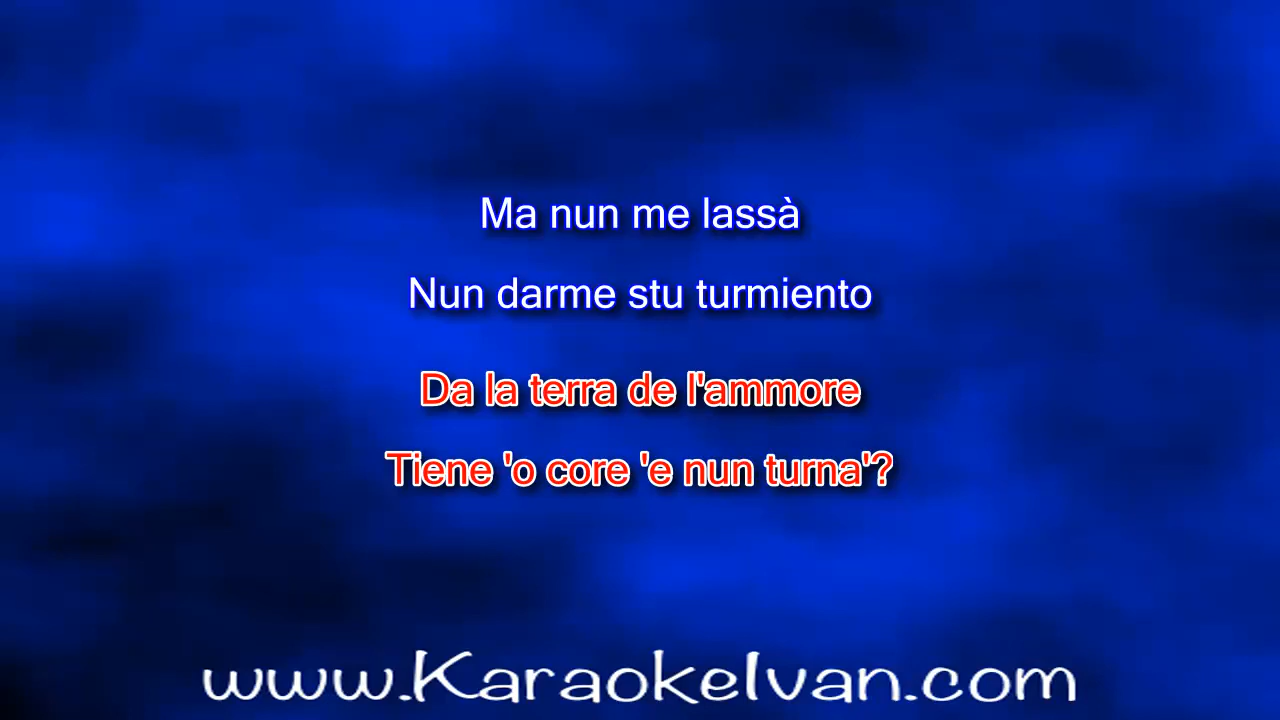 Ma nun me lassà
Nun darme stu turmiento
Da la terra de l'ammore
Tiene 'o core 'e nun turna'?
www.KaraokeIvan.com